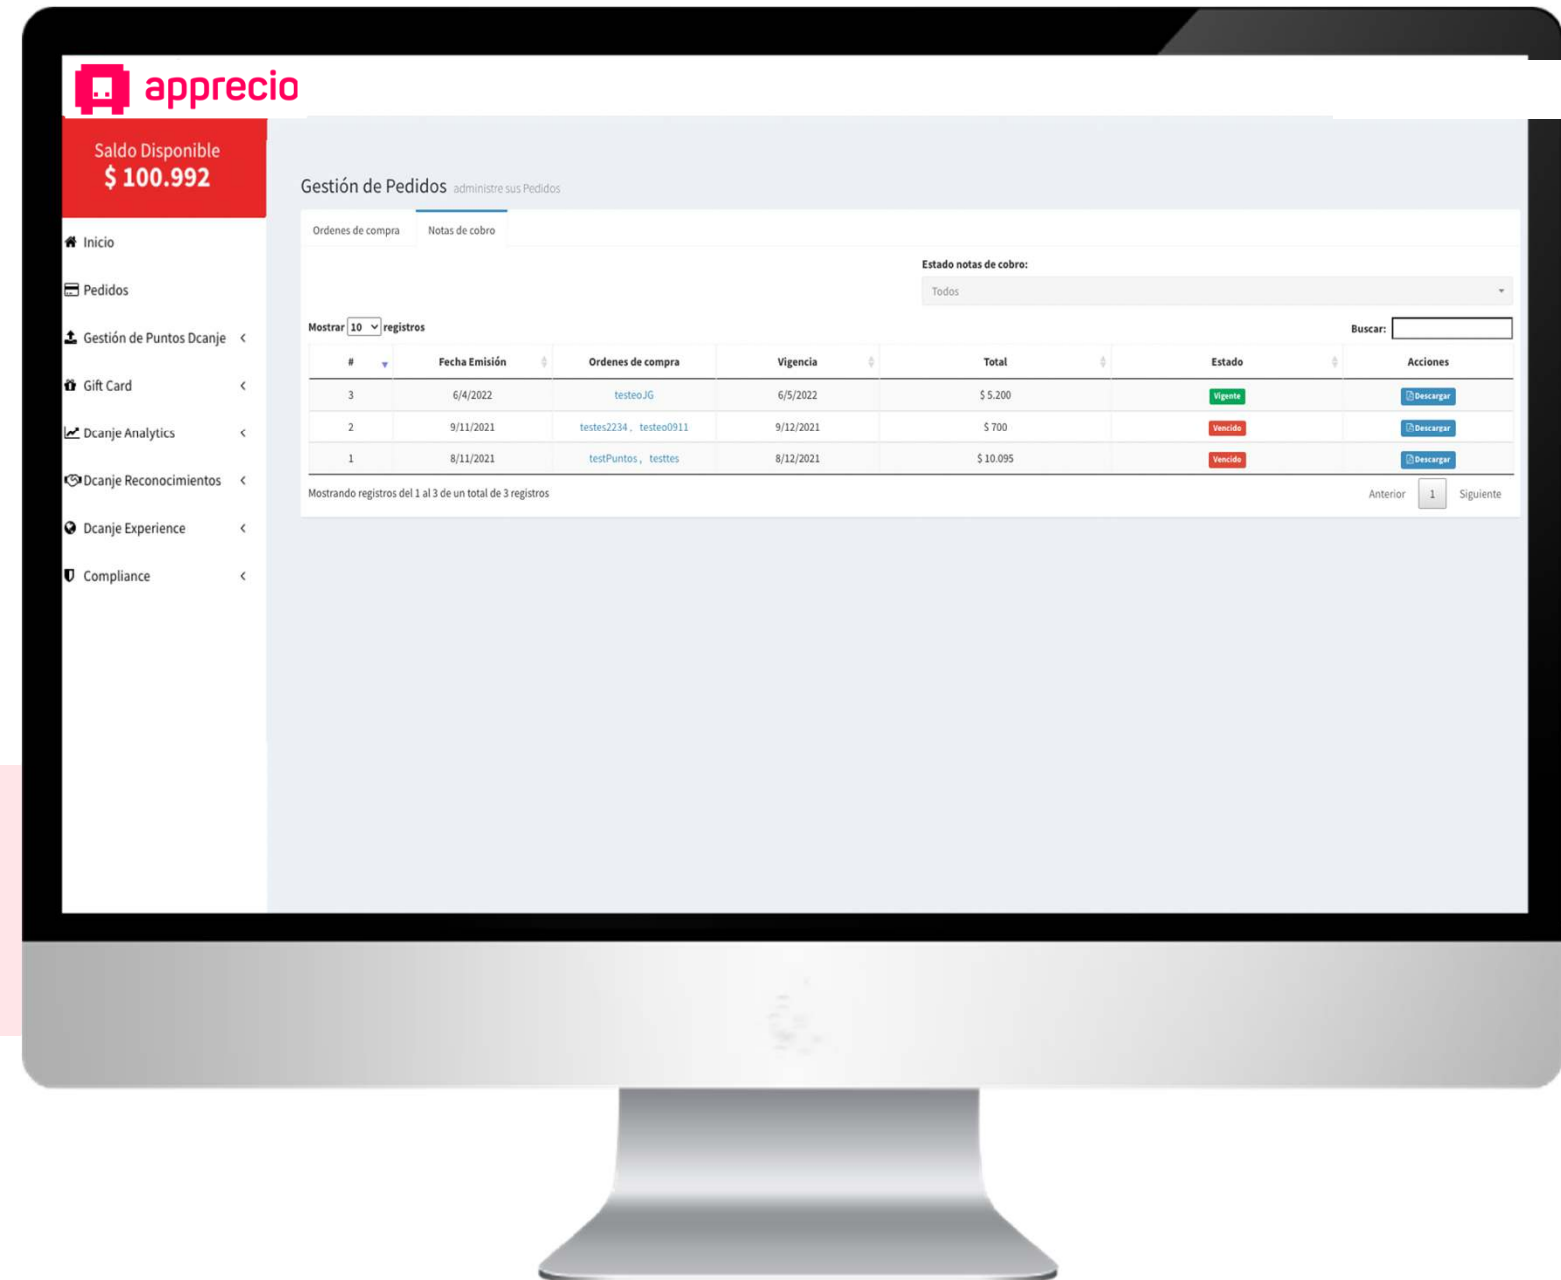 apprecio
Saldo Disponible
$ 100.992
Inicio
Pedidos
Gestión de Puntos Dcanje
Gift Card
Dcanje Analytics
Dcanje Reconocimientos
Dcanje Experience
Compliance
Gestión de Pedidos administre sus Pedidos
Ordenes de compra Notas de cobro
Estado notas de cobro:
Todos
Mostrar 10 registros Buscar:
# Fecha Emisión Ordenes de compra Vigencia Total Estado Acciones
3 6/4/2022 testeoJG 6/5/2022 $ 5.200 Vigente Descargar
2 9/11/2021 testes2234 , testeo0911 9/12/2021 $ 700 Vencido Descargar
1 8/11/2021 testPuntos , testtes 8/12/2021 $ 10.095 Vencido Descargar
Mostrando registros del 1 al 3 de un total de 3 registros Anterior 1 Siguiente